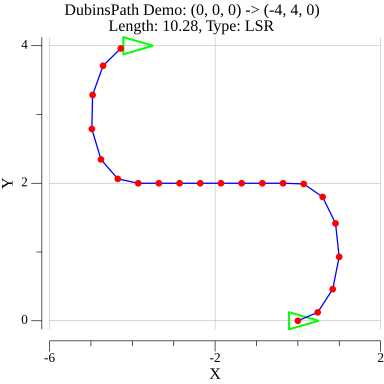 DubinsPath Demo: (0, 0, 0) -> (-4, 4, 0)
Length: 10.28, Type: LSR
4
Y
2
0
-6
-2
2
X